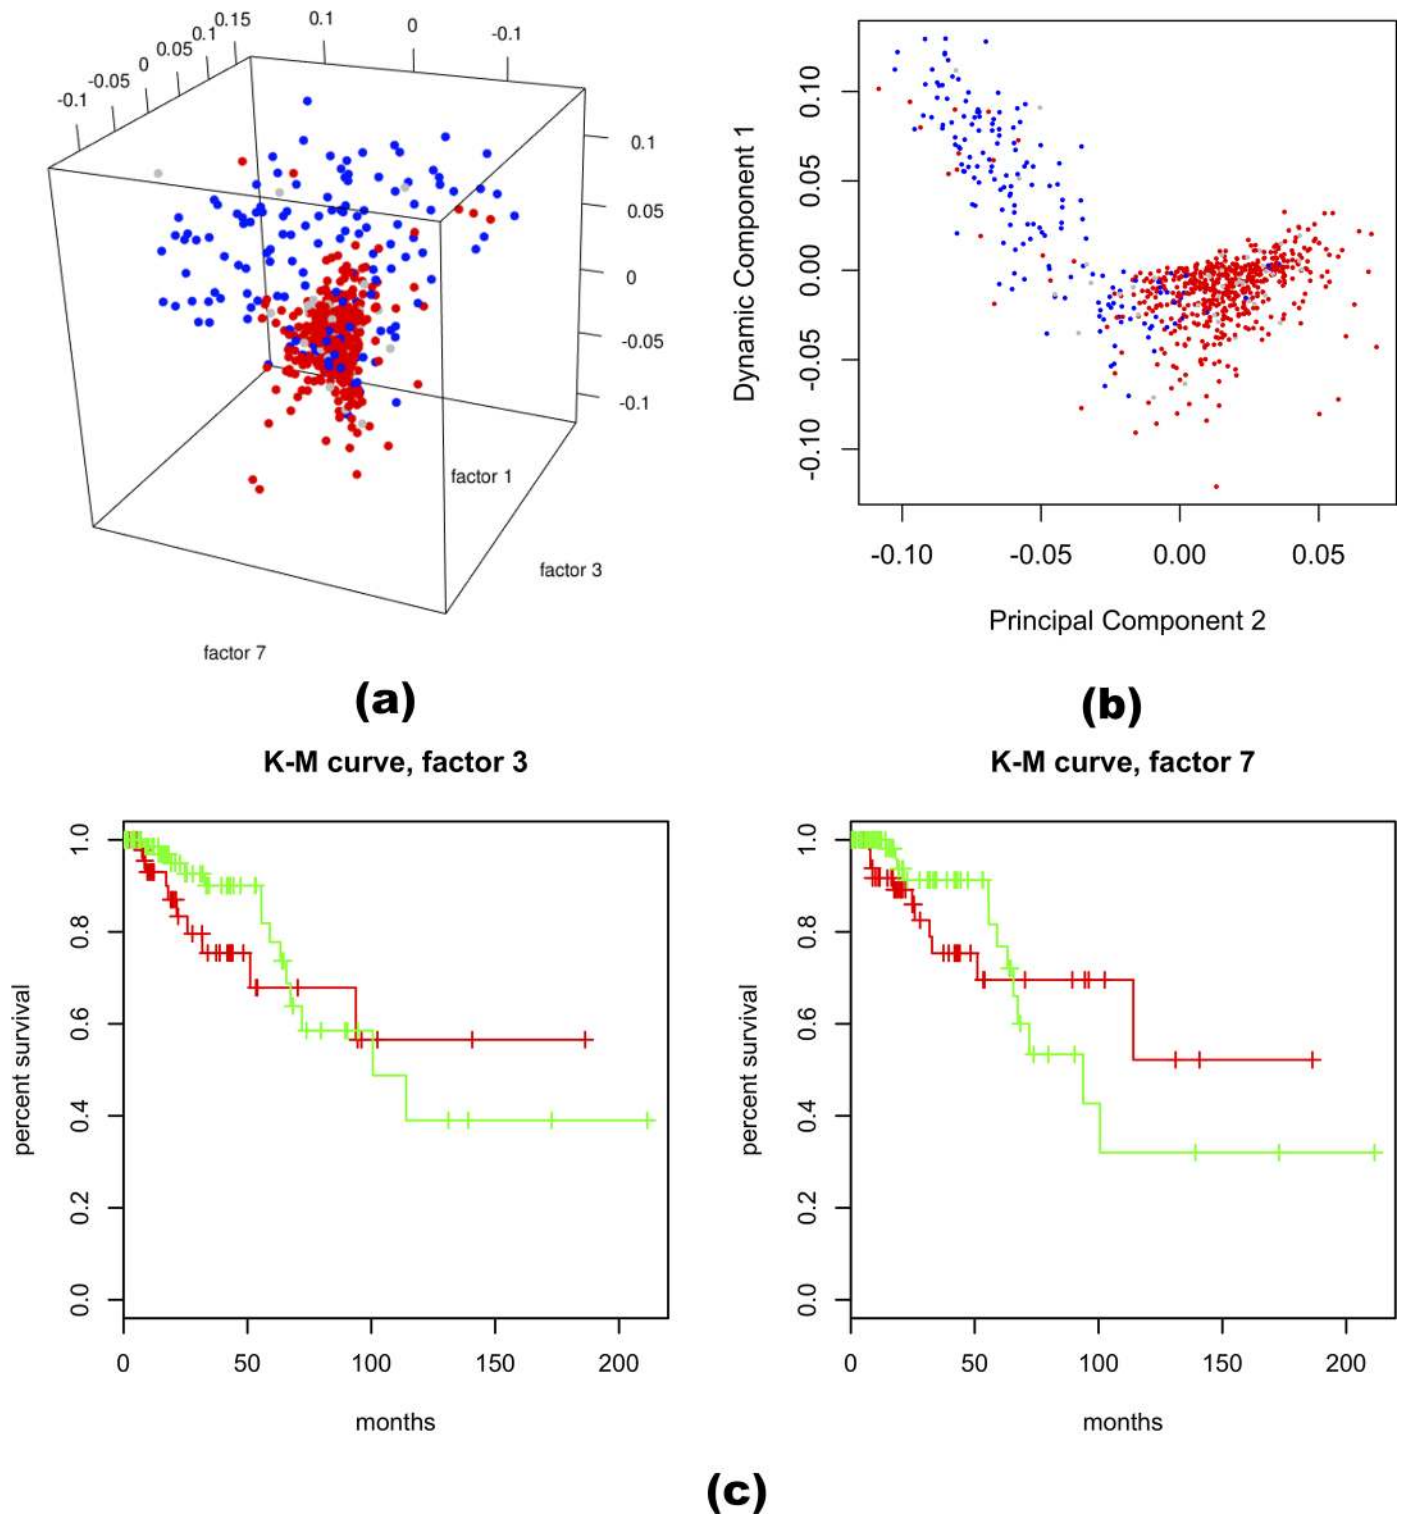 0.15
0.1
0
-0.1
0.1
0.05
0
-0.05
-0.1
0.1
0.05
0
-0.05
-0.1
factor 1
factor 3
factor 7
(a)
Dynamic Component 1
0.10
0.05
0.00
-0.05
-0.10
-0.10 -0.05 0.00 0.05
Principal Component 2
(b)
K-M curve, factor 3
percent survival
1.0
0.8
0.6
0.4
0.2
0.0
0 50 100 150 200
months
K-M curve, factor 7
percent survival
1.0
0.8
0.6
0.4
0.2
0.0
0 50 100 150 200
months
(c)